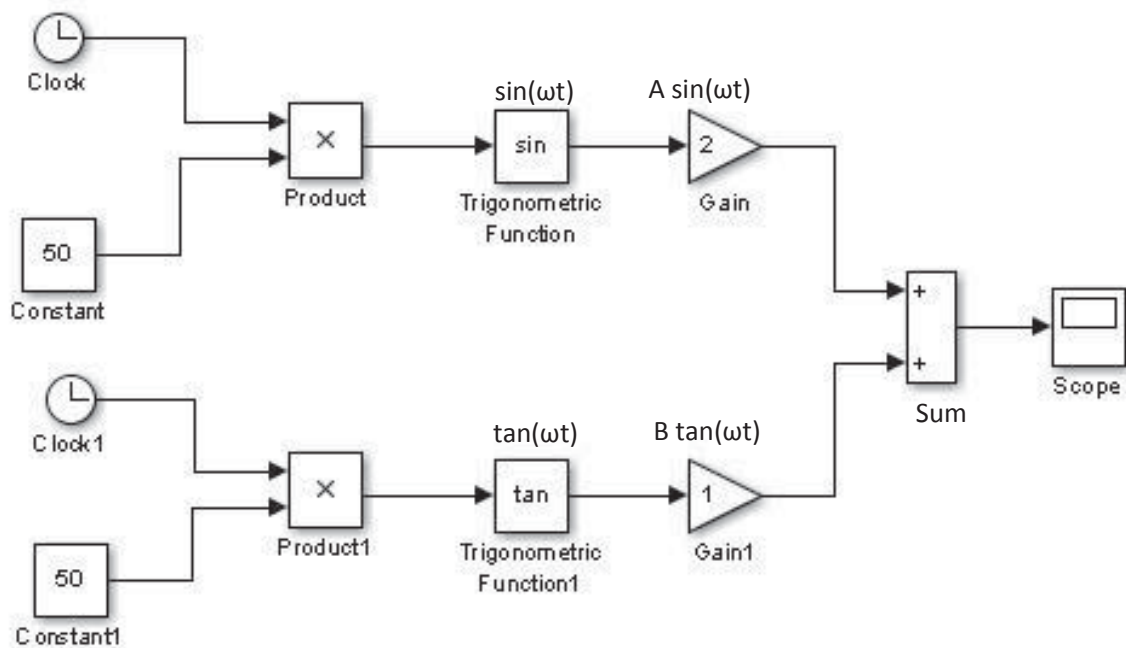 Clock
sin(ωt)
A sin(ωt)
×
sin
2
Product
Trigonometric
Function
Gain
50
Constant
+
+
Scope
Sum
Clock1
tan(ωt)
B tan(ωt)
×
tan
1
Product1
Trigonometric
Function1
Gain1
50
Constant1